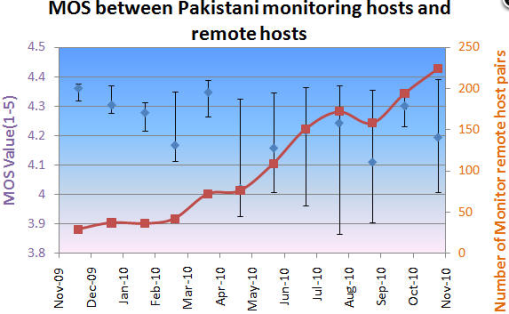 MOS between Pakistani monitoring hosts and
remote hosts
MOS Value(1-5)
4.5
4.4
4.3
4.2
4.1
4
3.9
3.8
250
200
150
100
50
0
Number of Monitor remote host pairs
Nov-09
Dec-09
Jan-10
Feb-10
Mar-10
Apr-10
May-10
Jun-10
Jul-10
Aug-10
Sep-10
Oct-10
Nov-10